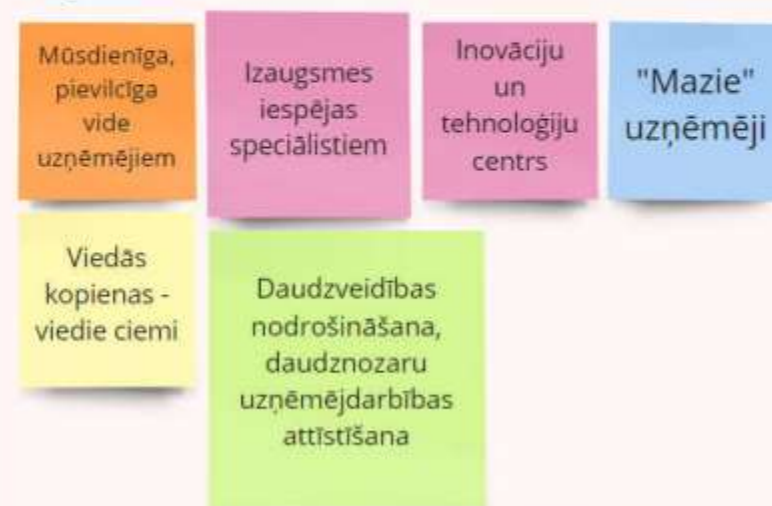 Mūsdienīga,
pievilcīga
vide
uzņēmējiem
Izaugsmes
iespējas
speciālistiem
Inovāciju
un
tehnoloģiju
centrs
"Mazie"
uzņēmēji
Viedās
kopienas -
viedie ciemi
Daudzveidības
nodrošināšana,
daudznozaru
uzņēmējdarbības
attīstīšana